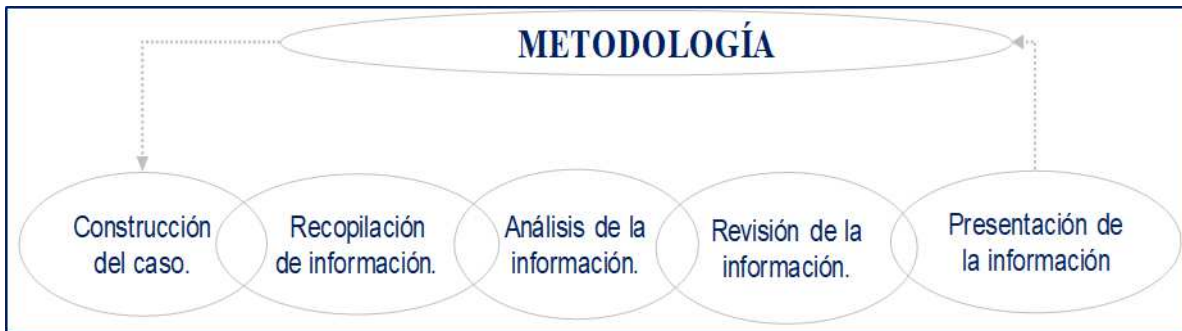 METODOLOGÍA
Construcción
del caso.
Recopilación
de información.
Análisis de la
información.
Revisión de la
información.
Presentación de
la información